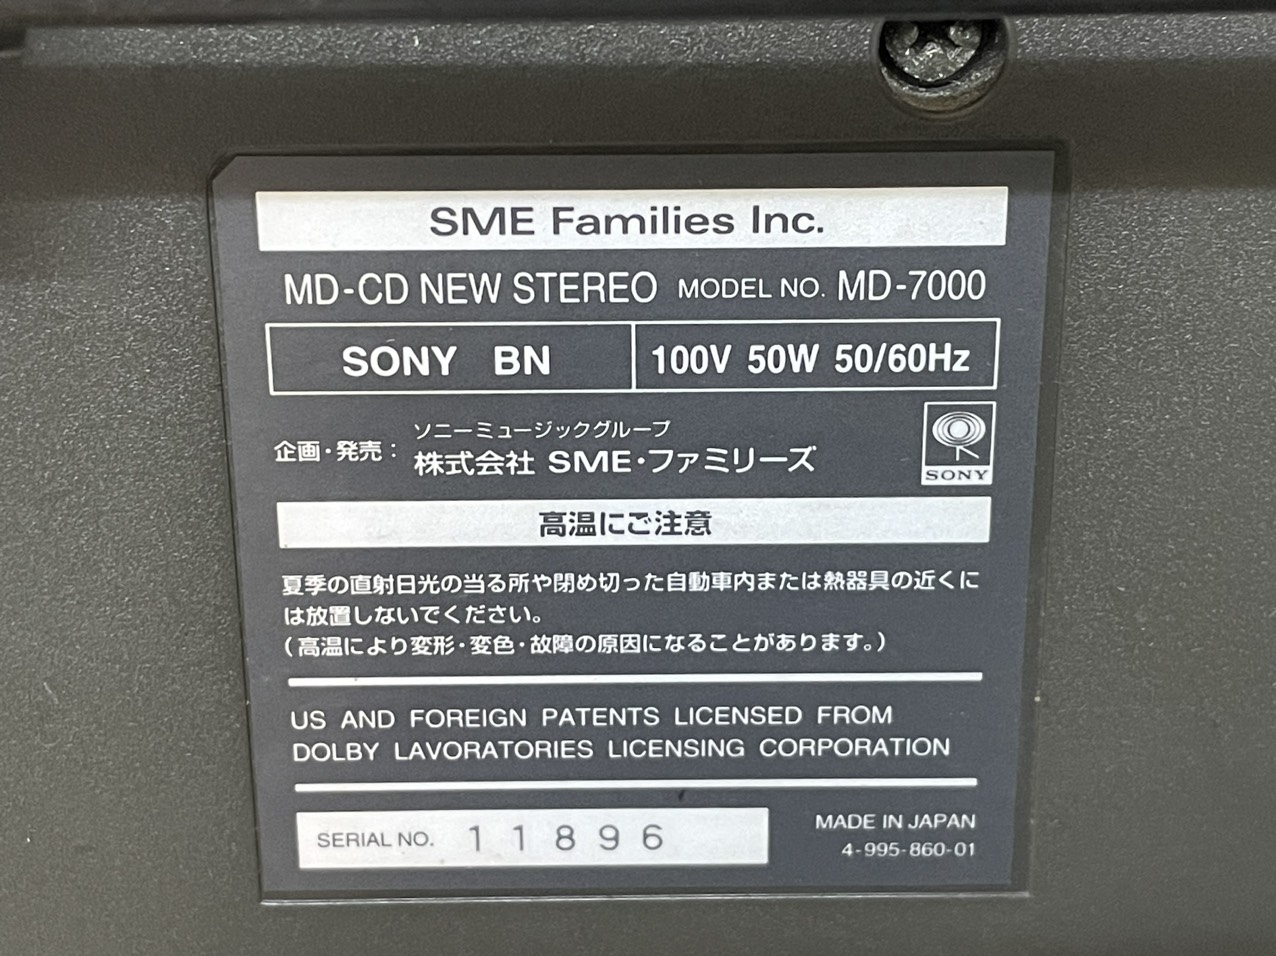 SME Families Inc.
MD-CD NEW STEREO MODEL NO. MD-7000
SONY BN
100V 50W 50/60Hz
ソニーミュージックグループ
企画・発売: 株式会社 SME・ファミリーズ
SONY
高温にご注意
夏季の直射日光の当る所や閉め切った自動車内または熱器具の近くに
は放置しないでください。
(高温により変形・変色・故障の原因になることがあります。)
US AND FOREIGN PATENTS LICENSED FROM
DOLBY LAVORATORIES LICENSING CORPORATION
SERIAL NO. 11896
MADE IN JAPAN
4-995-860-01